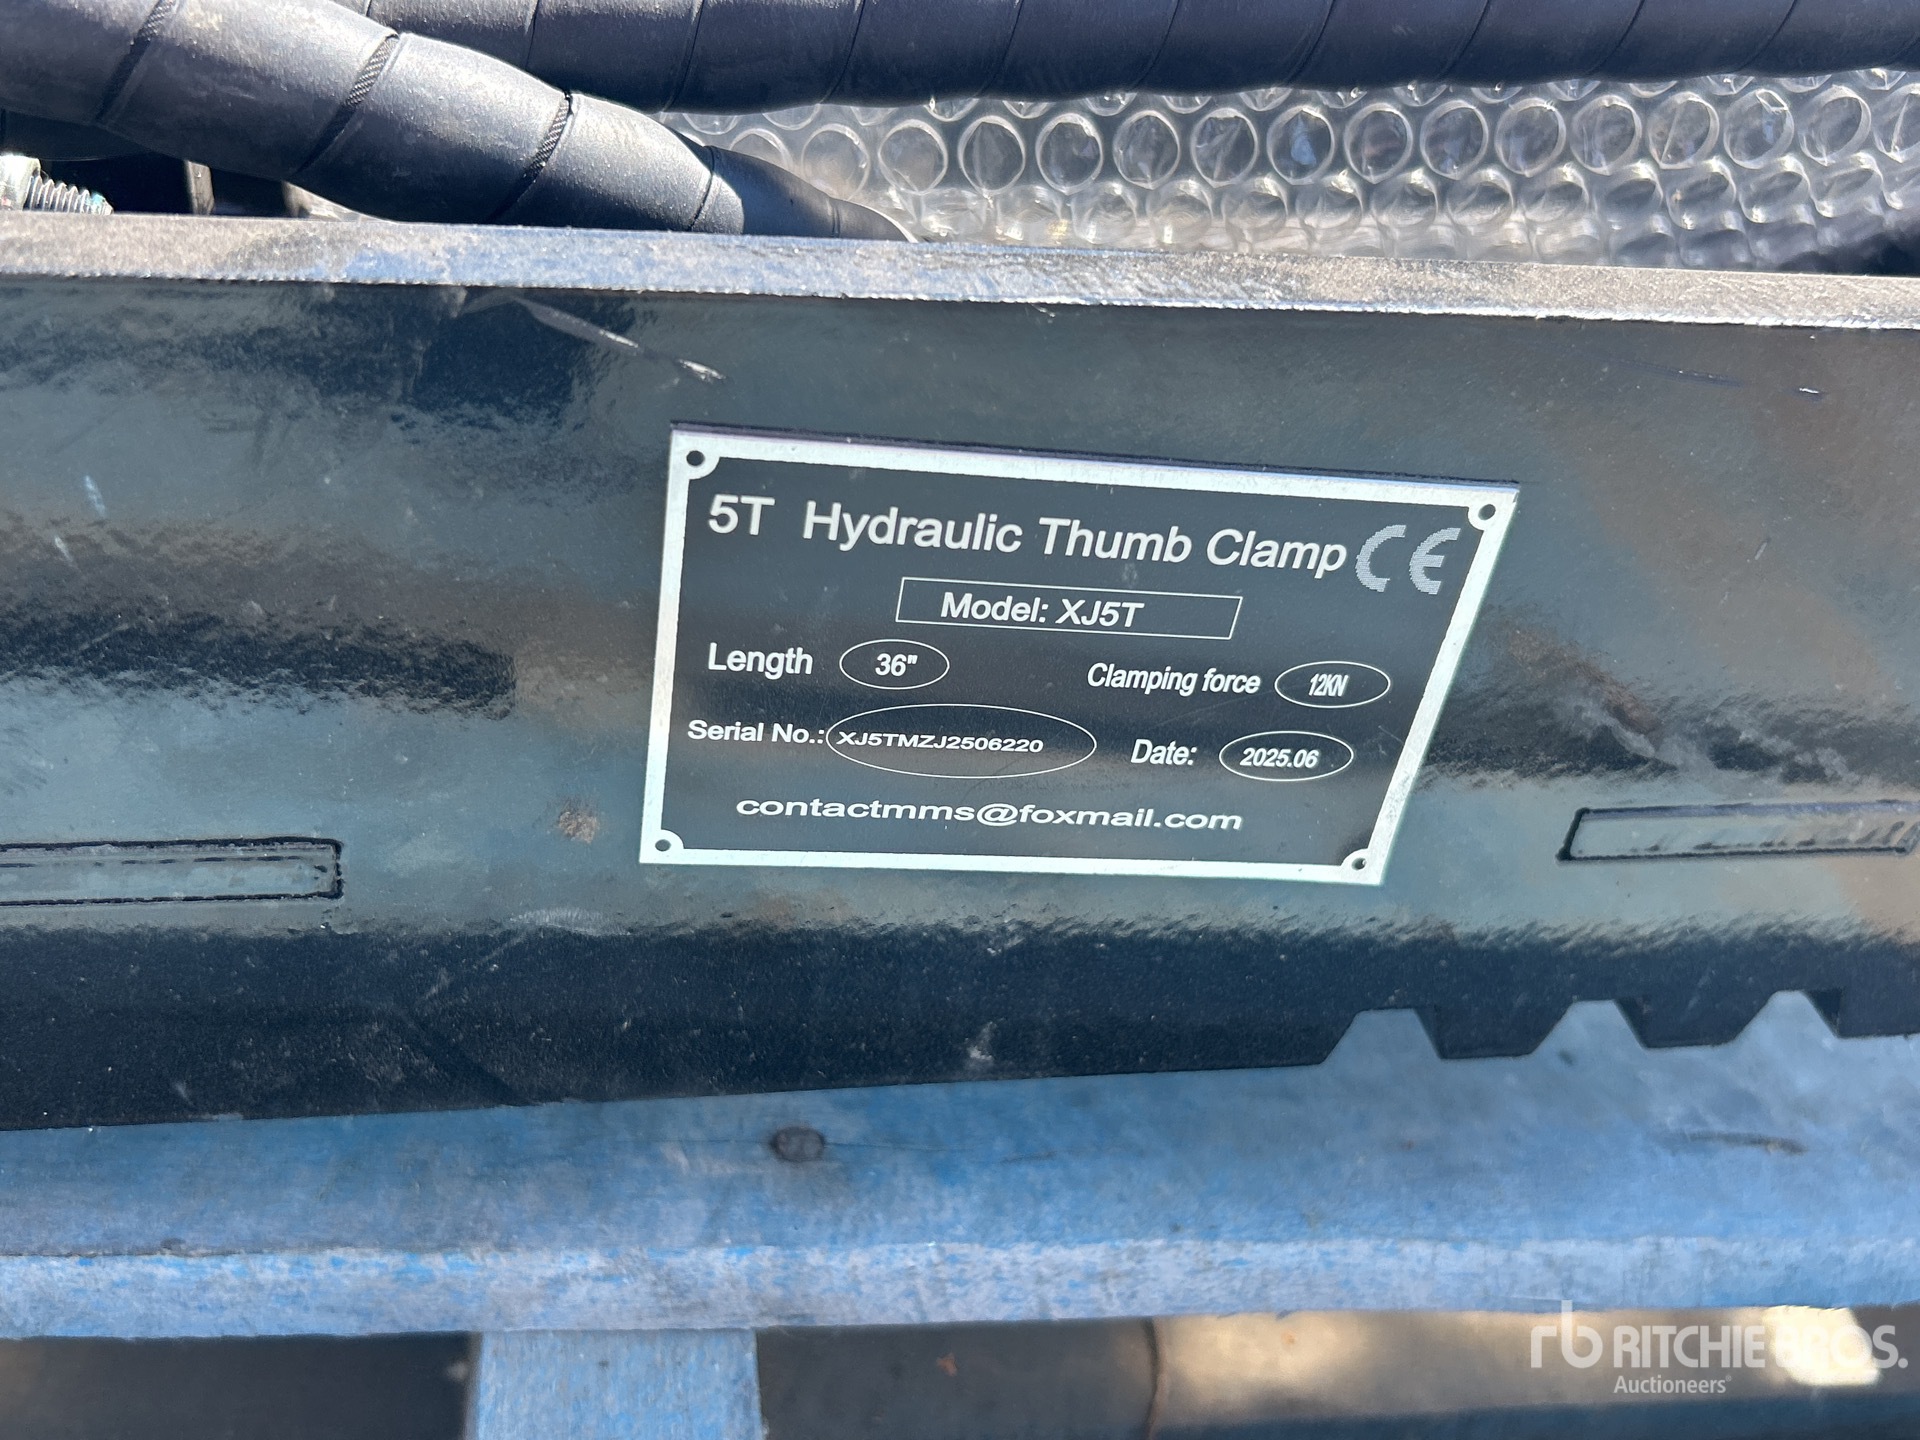 5T Hydraulic Thumb Clamp CE
Model: XJ5T
Length 36" Clamping force 12KN
Serial No.: XJ5TMZJ2506220 Date: 2025.06
contactmms@foxmail.com
rb RITCHIE BROS.
Auctioneers